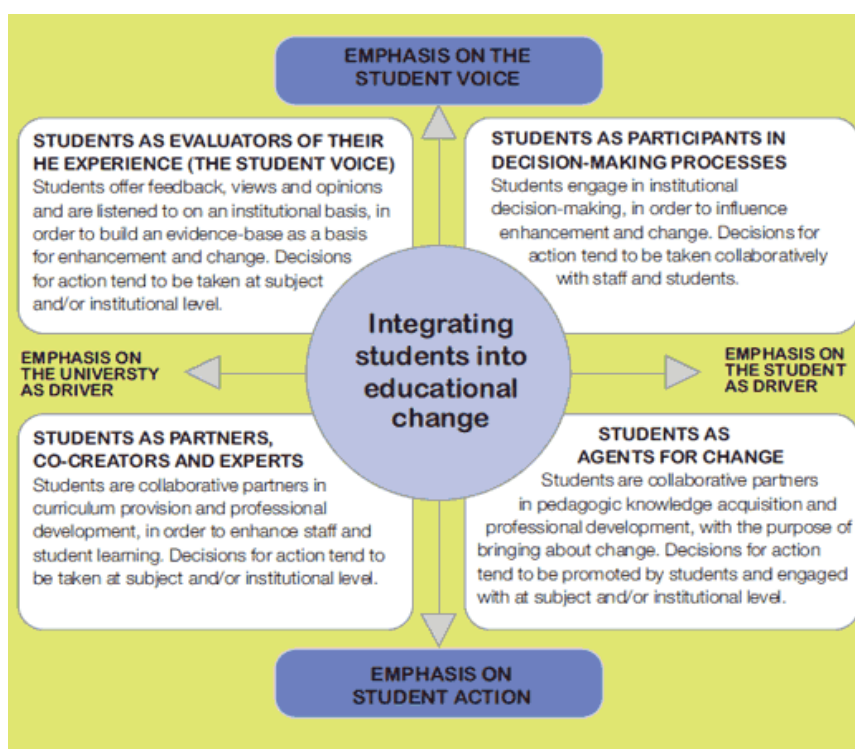 EMPHASIS ON THE
STUDENT VOICE
STUDENTS AS EVALUATORS OF THEIR
HE EXPERIENCE (THE STUDENT VOICE)
Students offer feedback, views and opinions
and are listened to on an institutional basis, in
order to build an evidence-base as a basis
for enhancement and change. Decisions
for action tend to be taken at subject
and/or institutional level.
STUDENTS AS PARTICIPANTS IN
DECISION-MAKING PROCESSES
Students engage in institutional
decision-making, in order to influence
enhancement and change. Decisions for
action tend to be taken collaboratively
with staff and students.
Integrating
students into
educational
change
EMPHASIS ON
THE UNIVERSTY
AS DRIVER
EMPHASIS ON
THE STUDENT
AS DRIVER
STUDENTS AS PARTNERS,
CO-CREATORS AND EXPERTS
Students are collaborative partners in
curriculum provision and professional
development, in order to enhance staff and
student learning. Decisions for action tend to
be taken at subject and/or institutional level.
STUDENTS AS
AGENTS FOR CHANGE
Students are collaborative partners
in pedagogic knowledge acquisition and
professional development, with the purpose of
bringing about change. Decisions for action
tend to be promoted by students and engaged
with at subject and/or institutional level.
EMPHASIS ON
STUDENT ACTION